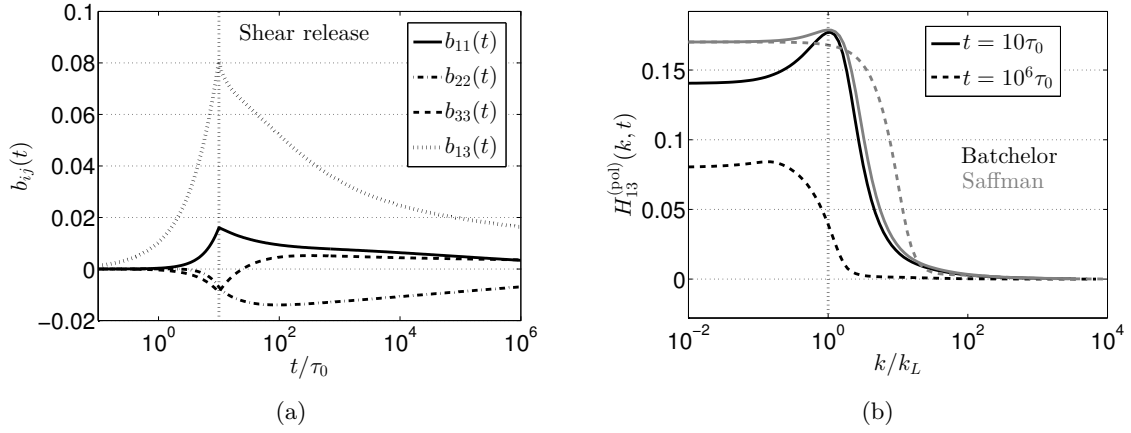 0.1
0.08
0.06
0.04
0.02
0
−0.02
b_{ij}(t)
Shear release
b_{11}(t)
b_{22}(t)
b_{33}(t)
b_{13}(t)
10^0
10^2
10^4
10^6
t/τ_0
(a)
0.15
0.1
0.05
0
H_{13}^{(pol)}(k, t)
t = 10τ_0
t = 10^6τ_0
Batchelor
Saffman
10^{−2}
10^0
10^2
10^4
k/k_L
(b)